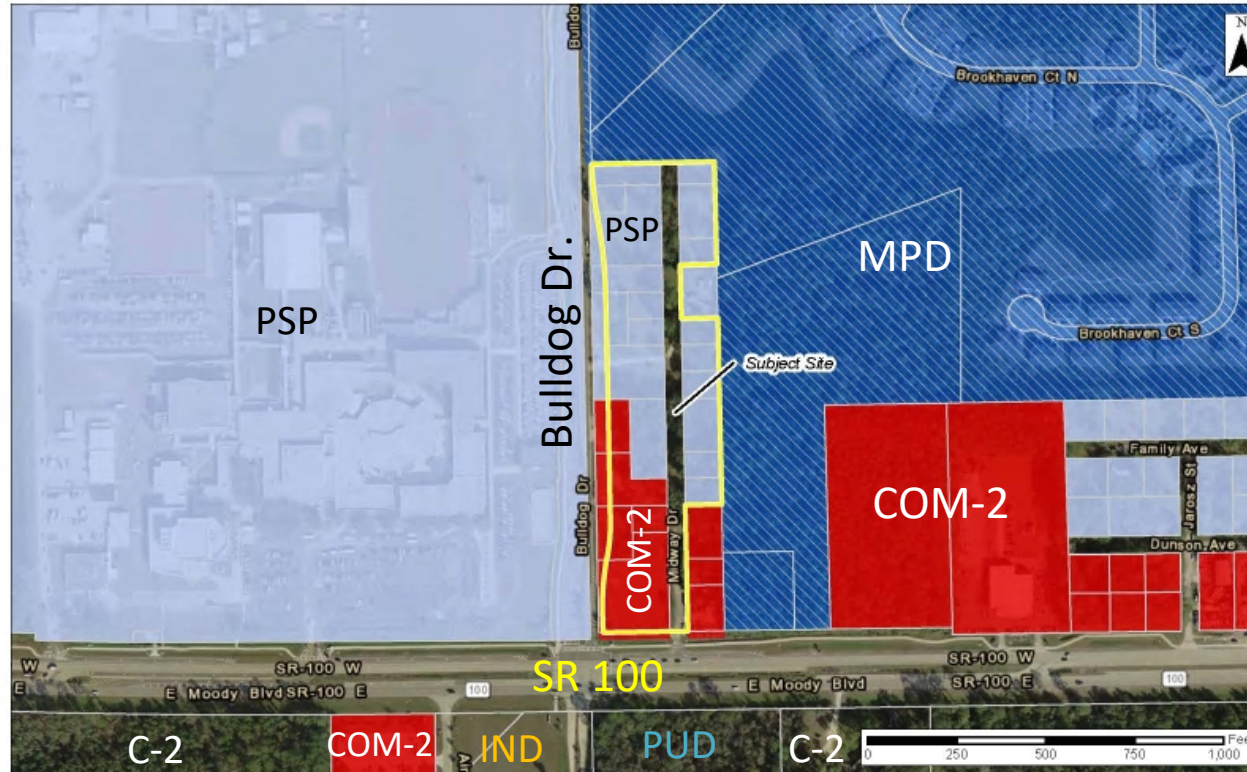 Bulldo
N
Brookhaven Ct N
PSP
MPD
Bulldog Dr.
PSP
Brookhaven Ct S
Subject Site
Family Ave
COM-2
Jarosz St
Bulldog Dr
COM-2
Midway Dr
Dunson Ave
W
SR-100 W
SR-100 W
SR 100
E
E Moody Blvd
SR-100 E
100
E Moody Blvd
SR-100 E
100
C-2
COM-2
IND
PUD
C-2
Feet
0
250
500
750
1,000